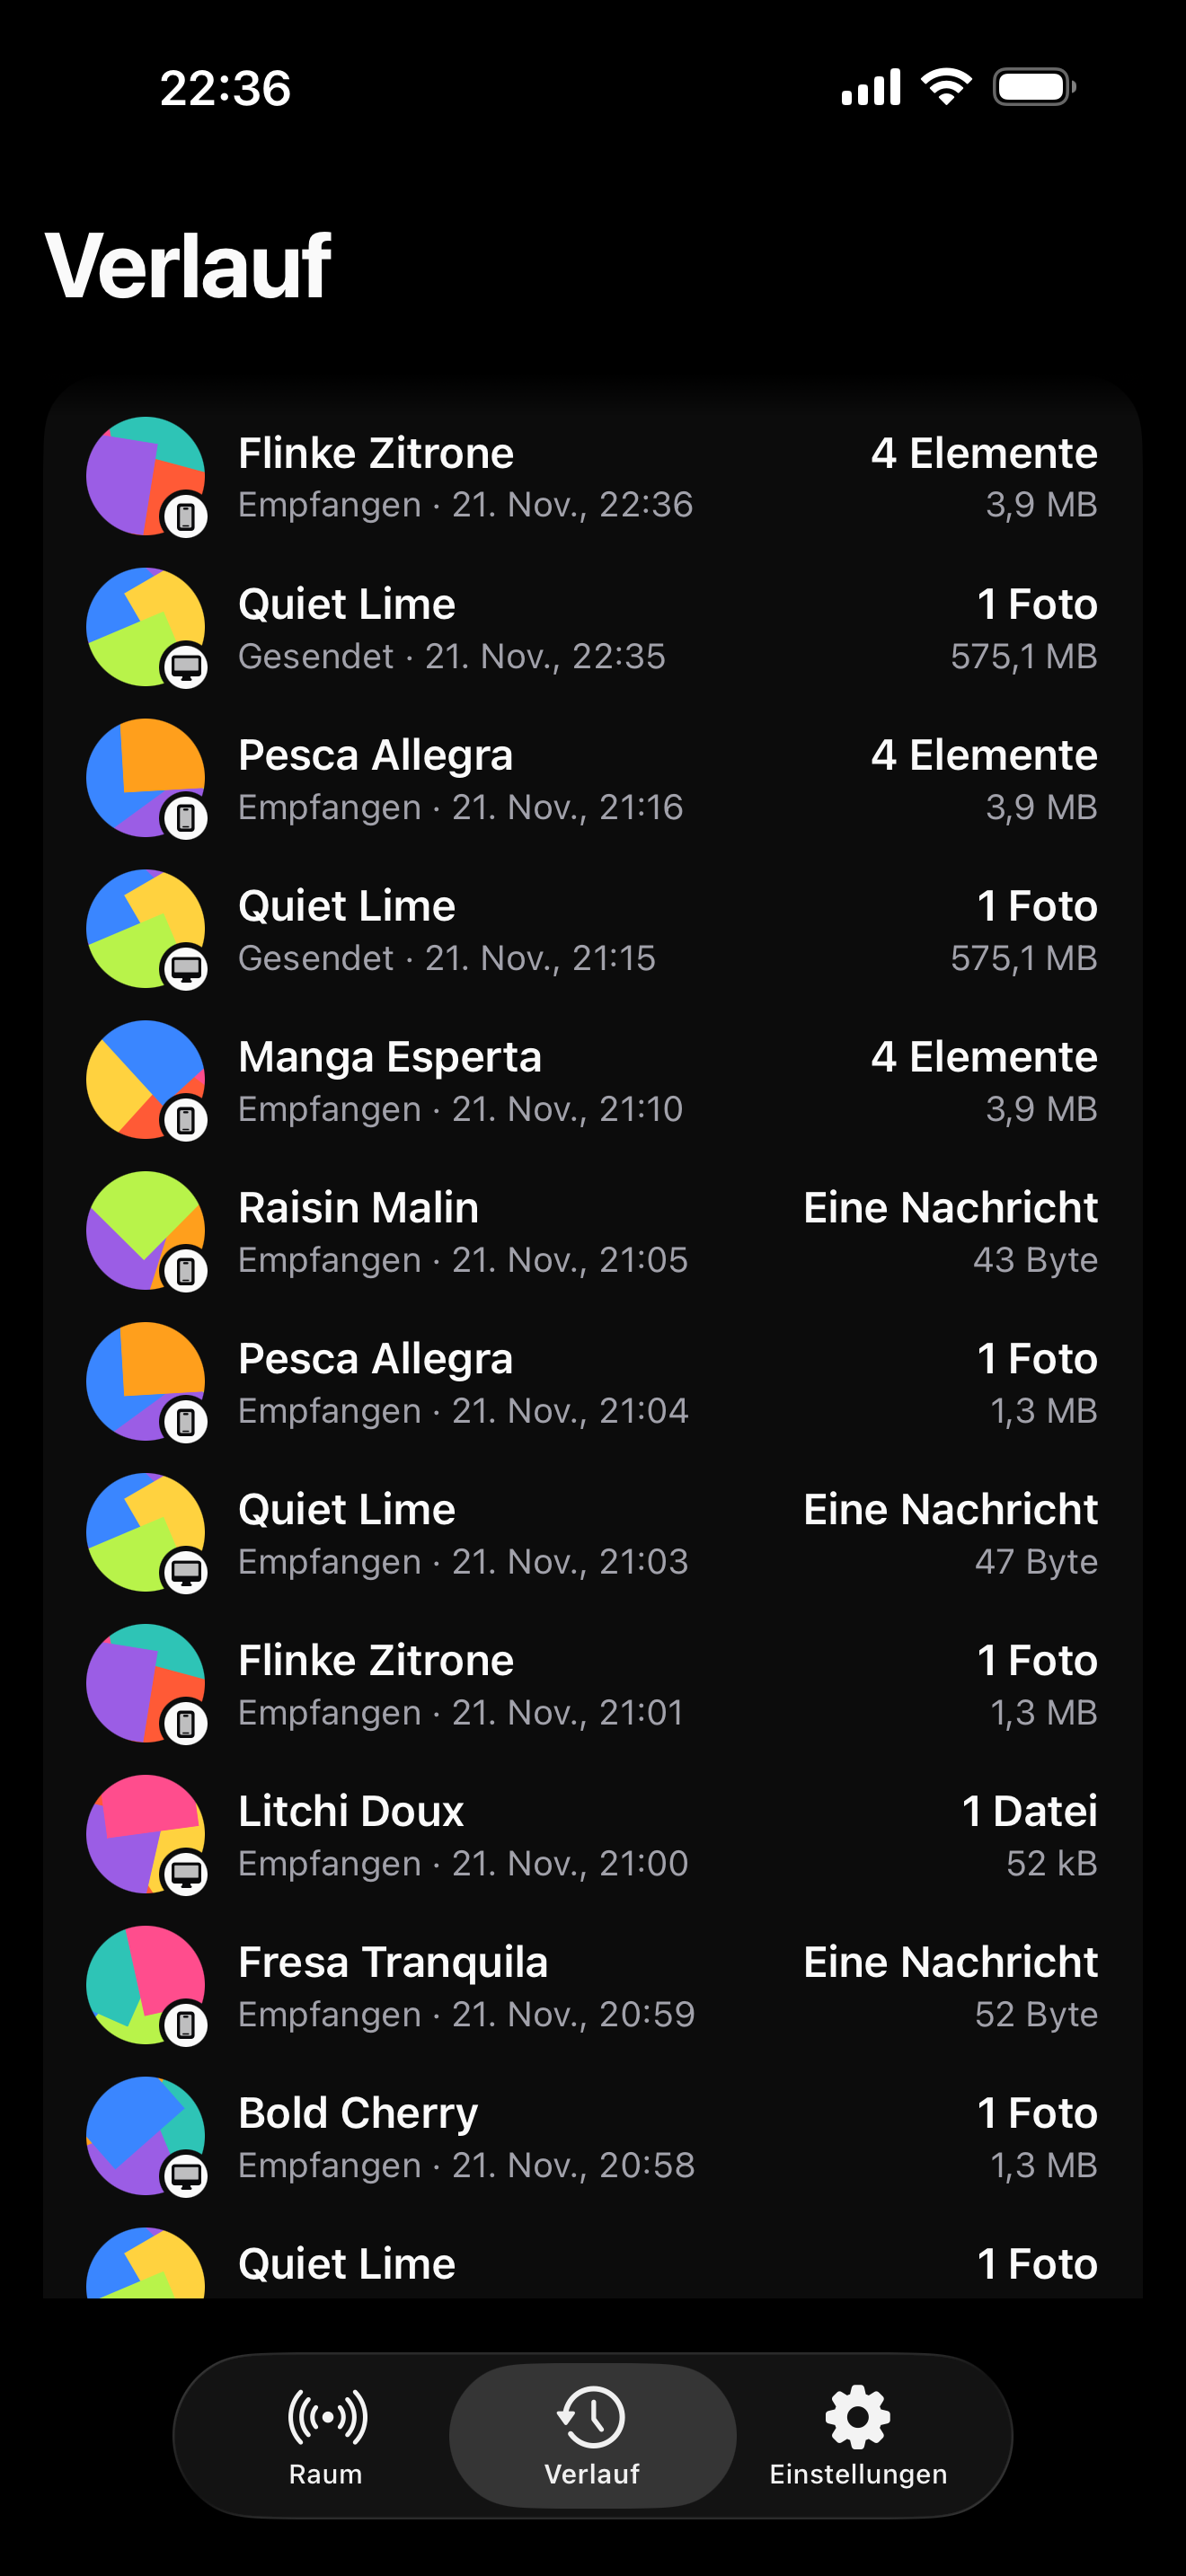 22:36
Verlauf
Flinke Zitrone 4 Elemente
Empfangen · 21. Nov., 22:36 3,9 MB
Quiet Lime 1 Foto
Gesendet · 21. Nov., 22:35 575,1 MB
Pesca Allegra 4 Elemente
Empfangen · 21. Nov., 21:16 3,9 MB
Quiet Lime 1 Foto
Gesendet · 21. Nov., 21:15 575,1 MB
Manga Esperta 4 Elemente
Empfangen · 21. Nov., 21:10 3,9 MB
Raisin Malin Eine Nachricht
Empfangen · 21. Nov., 21:05 43 Byte
Pesca Allegra 1 Foto
Empfangen · 21. Nov., 21:04 1,3 MB
Quiet Lime Eine Nachricht
Empfangen · 21. Nov., 21:03 47 Byte
Flinke Zitrone 1 Foto
Empfangen · 21. Nov., 21:01 1,3 MB
Litchi Doux 1 Datei
Empfangen · 21. Nov., 21:00 52 kB
Fresa Tranquila Eine Nachricht
Empfangen · 21. Nov., 20:59 52 Byte
Bold Cherry 1 Foto
Empfangen · 21. Nov., 20:58 1,3 MB
Quiet Lime 1 Foto
Raum Verlauf Einstellungen